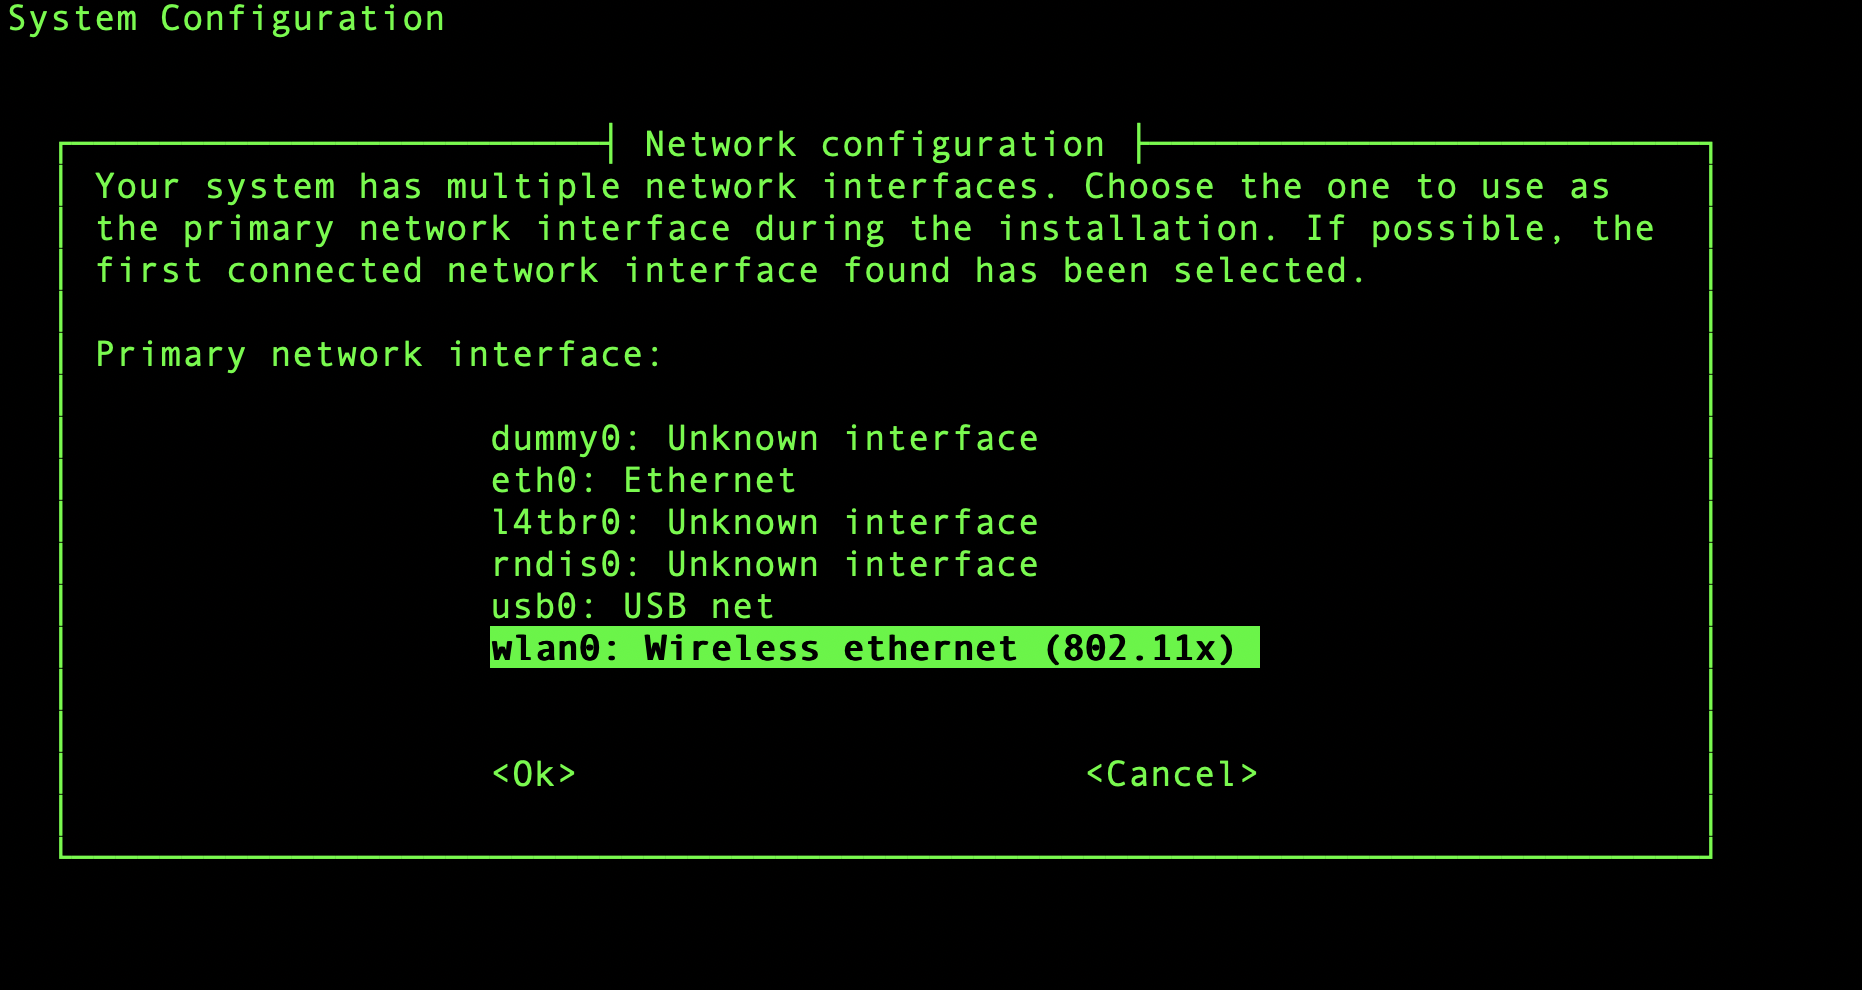 System Configuration
Network configuration
Your system has multiple network interfaces. Choose the one to use as
the primary network interface during the installation. If possible, the
first connected network interface found has been selected.
Primary network interface:
dummy0: Unknown interface
eth0: Ethernet
l4tbr0: Unknown interface
rndis0: Unknown interface
usb0: USB net
wlan0: Wireless ethernet (802.11x)
<Ok> <Cancel>